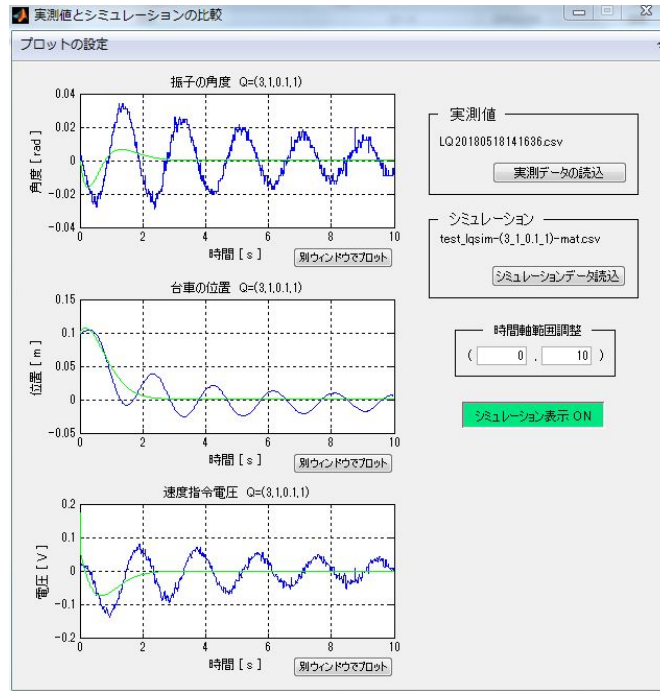 実測値とシミュレーションの比較
プロットの設定
振子の角度 Q=(3,1,0.1,1)
0.04
0.02
0
-0.02
-0.04
角度 [rad]
0 2 4 6 8 10
時間 [s]
別ウィンドウでプロット
台車の位置 Q=(3,1,0.1,1)
0.15
0.1
0.05
0
-0.05
位置 [m]
0 2 4 6 8 10
時間 [s]
別ウィンドウでプロット
速度指令電圧 Q=(3,1,0.1,1)
0.2
0.1
0
-0.1
-0.2
電圧 [V]
0 2 4 6 8 10
時間 [s]
別ウィンドウでプロット
実測値
LQ20180518141636.csv
実測データの読込
シミュレーション
test_lqsim-(3_1_0.1_1)-mat.csv
シミュレーションデータ読込
時間軸範囲調整
( 0 , 10 )
シミュレーション表示 ON